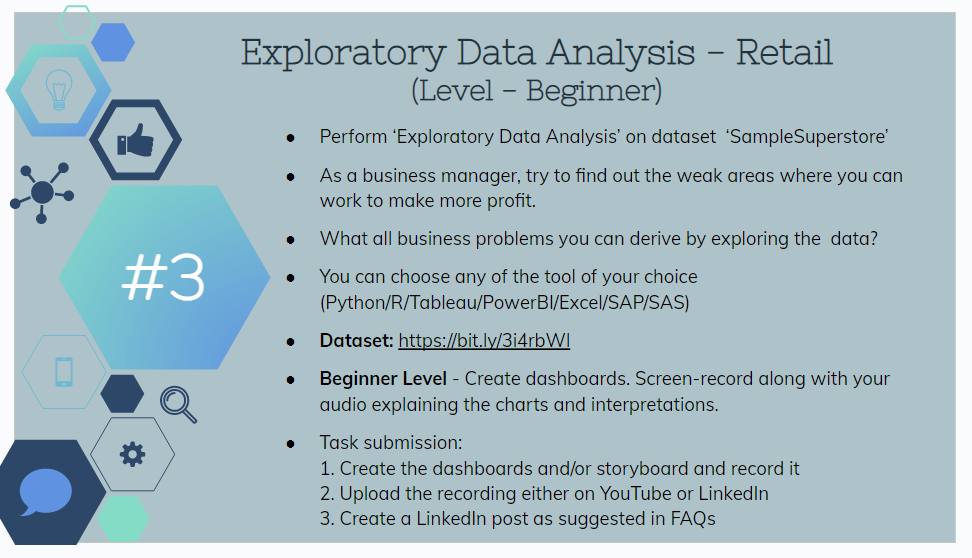 Exploratory Data Analysis – Retail
(Level – Beginner)
● Perform ‘Exploratory Data Analysis’ on dataset ‘SampleSuperstore’
● As a business manager, try to find out the weak areas where you can
work to make more profit.
● What all business problems you can derive by exploring the data?
● You can choose any of the tool of your choice
(Python/R/Tableau/PowerBI/Excel/SAP/SAS)
● Dataset: https://bit.ly/3i4rbWl
● Beginner Level - Create dashboards. Screen-record along with your
audio explaining the charts and interpretations.
● Task submission:
1. Create the dashboards and/or storyboard and record it
2. Upload the recording either on YouTube or LinkedIn
3. Create a LinkedIn post as suggested in FAQs
#3